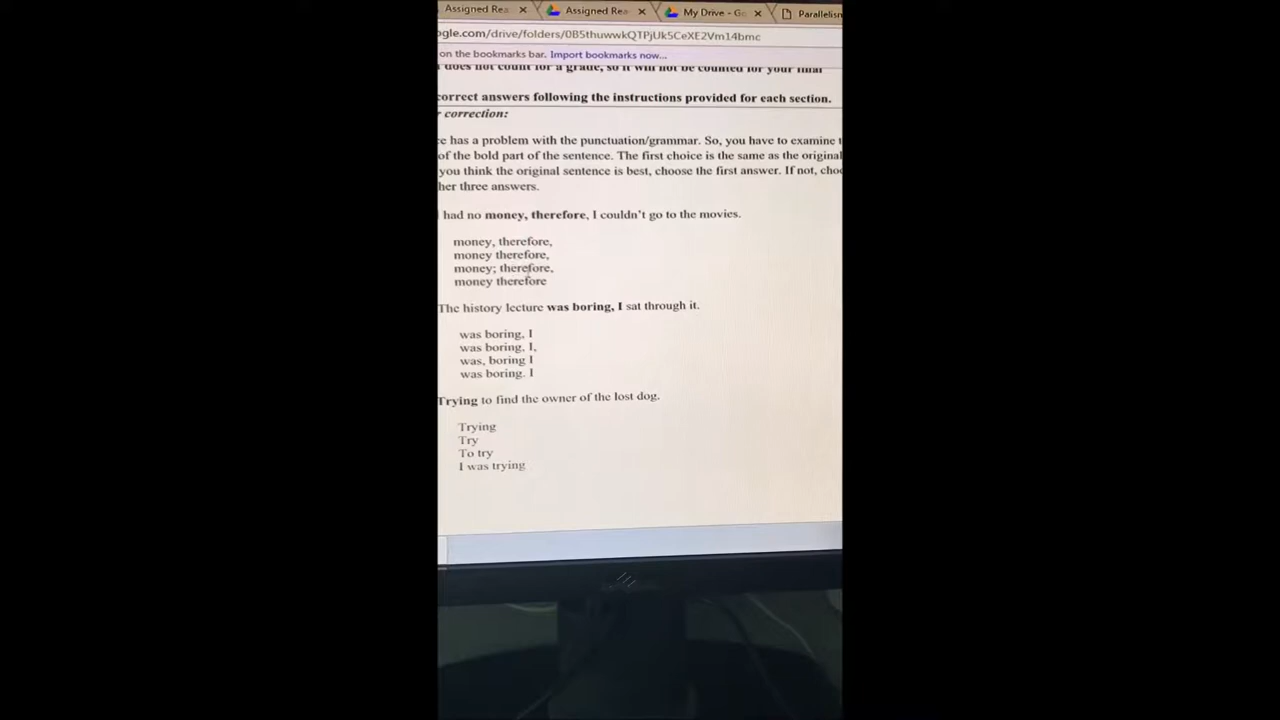 Assigned Rea Assigned Rea My Drive - Go Parallelism
ogle.com/drive/folders/0B5thuwwkQTPjUk5CeXE2Vm14bmc
on the bookmarks bar. Import bookmarks now...
does not count for a grade, so it will not be counted for your final
correct answers following the instructions provided for each section.
correction:
has a problem with the punctuation/grammar. So, you have to examine
of the bold part of the sentence. The first choice is the same as the original
you think the original sentence is best, choose the first answer. If not, choo
her three answers.
had no money, therefore, I couldn't go to the movies.
money, therefore,
money therefore,
money; therefore,
money therefore
The history lecture was boring, I sat through it.
was boring, I
was boring, I,
was, boring I
was boring. I
Trying to find the owner of the lost dog.
Trying
Try
To try
I was trying